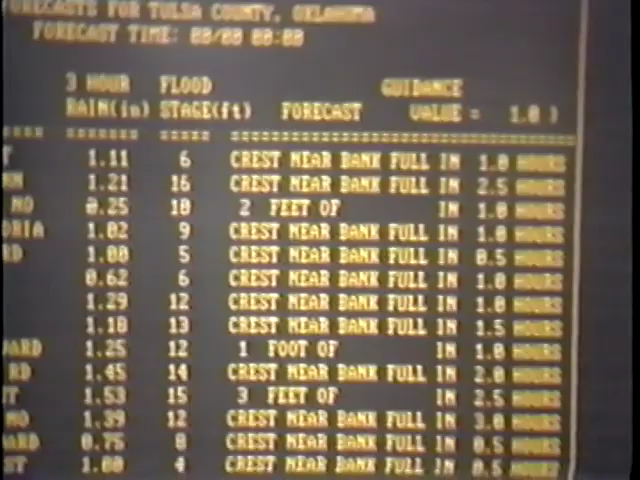 FORECASTS FOR TULSA COUNTY, OKLAHOMA
FORECAST TIME: 00/00 00:00
3 HOUR FLOOD GUIDANCE
RAIN(in) STAGE(ft) FORECAST VALUE = 1.0 )
T 1.11 6 CREST NEAR BANK FULL IN 1.0 HOURS
1.21 16 CREST NEAR BANK FULL IN 2.5 HOURS
NO 0.25 10 2 FEET OF IN 1.0 HOURS
ORIA 1.02 9 CREST NEAR BANK FULL IN 1.0 HOURS
RD 1.00 5 CREST NEAR BANK FULL IN 0.5 HOURS
0.62 6 CREST NEAR BANK FULL IN 1.0 HOURS
1.29 12 CREST NEAR BANK FULL IN 1.0 HOURS
1.18 13 CREST NEAR BANK FULL IN 1.5 HOURS
ARD 1.25 12 1 FOOT OF IN 1.0 HOURS
RD 1.45 14 CREST NEAR BANK FULL IN 2.0 HOURS
T 1.53 15 3 FEET OF IN 2.5 HOURS
NO 1.39 12 CREST NEAR BANK FULL IN 3.0 HOURS
ARD 0.75 8 CREST NEAR BANK FULL IN 0.5 HOURS
ST 1.00 4 CREST NEAR BANK FULL IN 0.5 HOURS